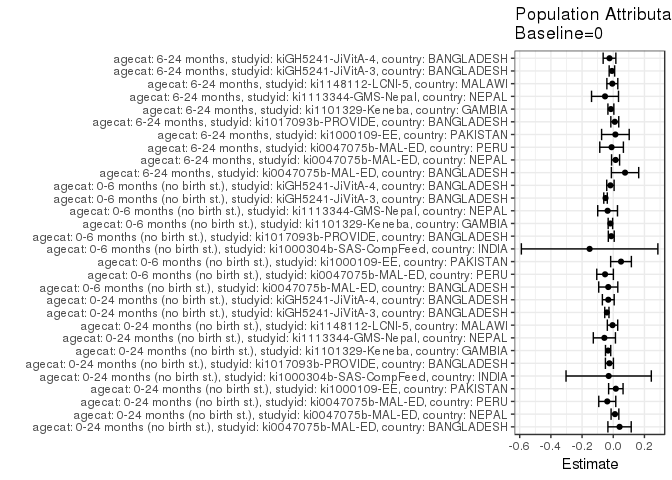 Population Attributa
Baseline=0
agecat: 6-24 months, studyid: kiGH5241-JiVitA-4, country: BANGLADESH
agecat: 6-24 months, studyid: kiGH5241-JiVitA-3, country: BANGLADESH
agecat: 6-24 months, studyid: ki1148112-LCNI-5, country: MALAWI
agecat: 6-24 months, studyid: ki1113344-GMS-Nepal, country: NEPAL
agecat: 6-24 months, studyid: ki1101329-Keneba, country: GAMBIA
agecat: 6-24 months, studyid: ki1017093b-PROVIDE, country: BANGLADESH
agecat: 6-24 months, studyid: ki1000109-EE, country: PAKISTAN
agecat: 6-24 months, studyid: ki0047075b-MAL-ED, country: PERU
agecat: 6-24 months, studyid: ki0047075b-MAL-ED, country: NEPAL
agecat: 6-24 months, studyid: ki0047075b-MAL-ED, country: BANGLADESH
agecat: 0-6 months (no birth st.), studyid: kiGH5241-JiVitA-4, country: BANGLADESH
agecat: 0-6 months (no birth st.), studyid: kiGH5241-JiVitA-3, country: BANGLADESH
agecat: 0-6 months (no birth st.), studyid: ki1113344-GMS-Nepal, country: NEPAL
agecat: 0-6 months (no birth st.), studyid: ki1101329-Keneba, country: GAMBIA
agecat: 0-6 months (no birth st.), studyid: ki1017093b-PROVIDE, country: BANGLADESH
agecat: 0-6 months (no birth st.), studyid: ki1000304b-SAS-CompFeed, country: INDIA
agecat: 0-6 months (no birth st.), studyid: ki1000109-EE, country: PAKISTAN
agecat: 0-6 months (no birth st.), studyid: ki0047075b-MAL-ED, country: PERU
agecat: 0-6 months (no birth st.), studyid: ki0047075b-MAL-ED, country: BANGLADESH
agecat: 0-24 months (no birth st.), studyid: kiGH5241-JiVitA-4, country: BANGLADESH
agecat: 0-24 months (no birth st.), studyid: kiGH5241-JiVitA-3, country: BANGLADESH
agecat: 0-24 months (no birth st.), studyid: ki1148112-LCNI-5, country: MALAWI
agecat: 0-24 months (no birth st.), studyid: ki1113344-GMS-Nepal, country: NEPAL
agecat: 0-24 months (no birth st.), studyid: ki1101329-Keneba, country: GAMBIA
agecat: 0-24 months (no birth st.), studyid: ki1017093b-PROVIDE, country: BANGLADESH
agecat: 0-24 months (no birth st.), studyid: ki1000304b-SAS-CompFeed, country: INDIA
agecat: 0-24 months (no birth st.), studyid: ki1000109-EE, country: PAKISTAN
agecat: 0-24 months (no birth st.), studyid: ki0047075b-MAL-ED, country: PERU
agecat: 0-24 months (no birth st.), studyid: ki0047075b-MAL-ED, country: NEPAL
agecat: 0-24 months (no birth st.), studyid: ki0047075b-MAL-ED, country: BANGLADESH
-0.6 -0.4 -0.2 0.0 0.2
Estimate